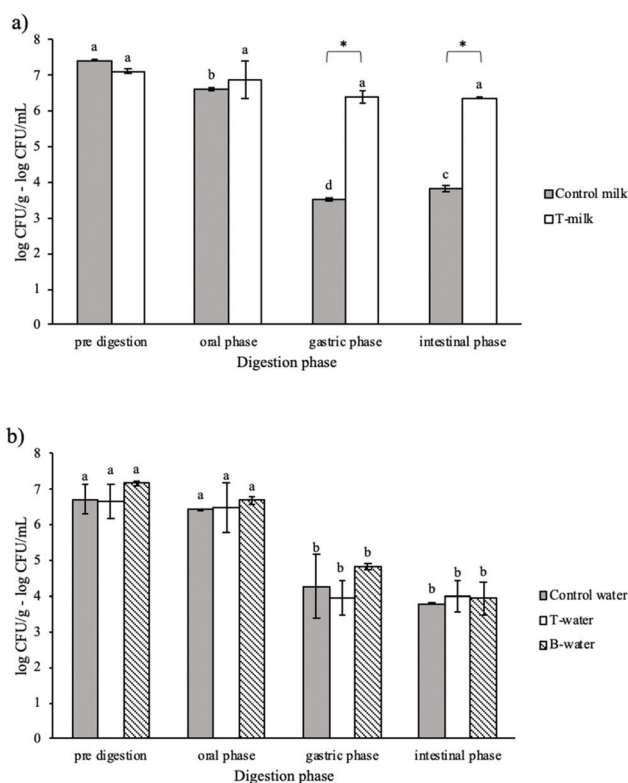 a)
8
7
6
5
4
3
2
1
0
log CFU/g - log CFU/mL
a a
b a
* d a
* c a
pre digestion oral phase gastric phase intestinal phase
Digestion phase
Control milk
T-milk
b)
8
7
6
5
4
3
2
1
0
log CFU/g - log CFU/mL
a a a
a a a
b b b
b b b
pre digestion oral phase gastric phase intestinal phase
Digestion phase
Control water
T-water
B-water